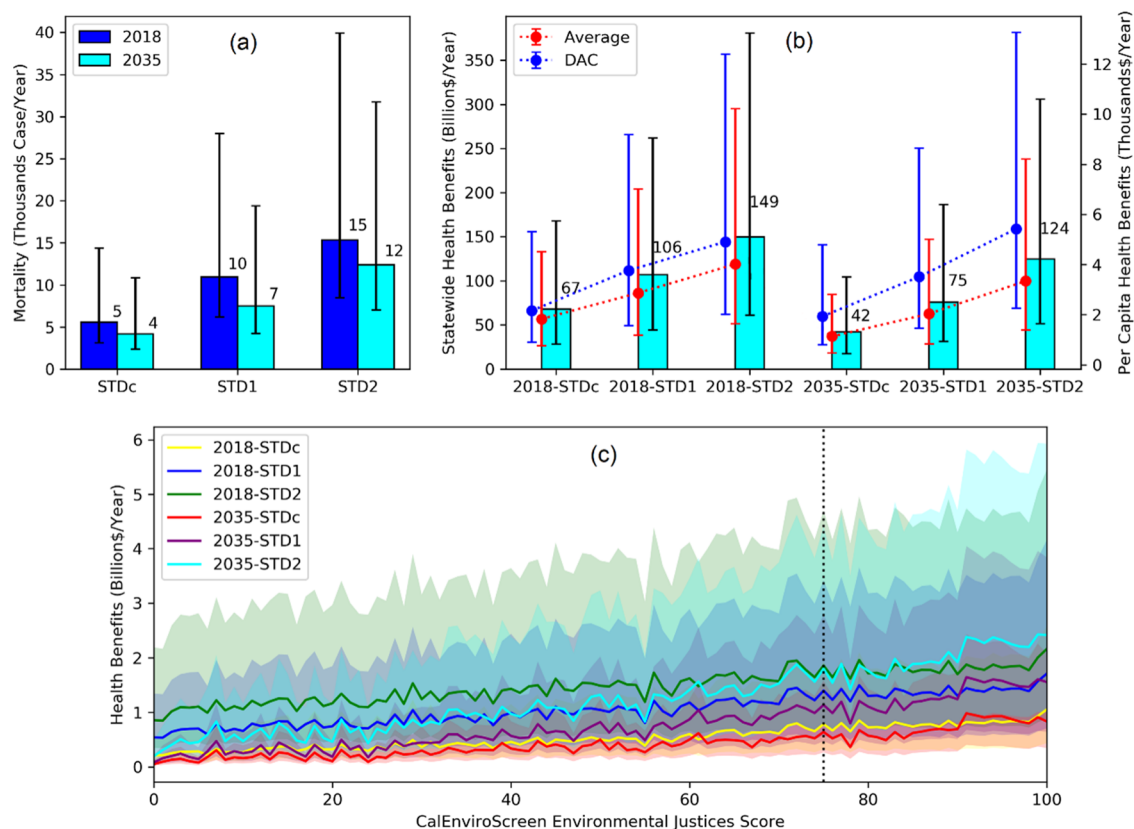 (a)
2018
2035
Mortality (Thousands Case/Year)
40
35
30
25
20
15
10
5
0
5
4
10
7
15
12
STDc
STD1
STD2
(b)
Average
DAC
Statewide Health Benefits (Billion$/Year)
350
300
250
200
150
100
50
0
67
106
149
42
75
124
2018-STDc
2018-STD1
2018-STD2
2035-STDc
2035-STD1
2035-STD2
12
10
8
6
4
2
0
Per Capita Health Benefits (Thousands$/Year)
(c)
2018-STDc
2018-STD1
2018-STD2
2035-STDc
2035-STD1
2035-STD2
Health Benefits (Billion$/Year)
6
5
4
3
2
1
0
0
20
40
60
80
100
CalEnviroScreen Environmental Justices Score